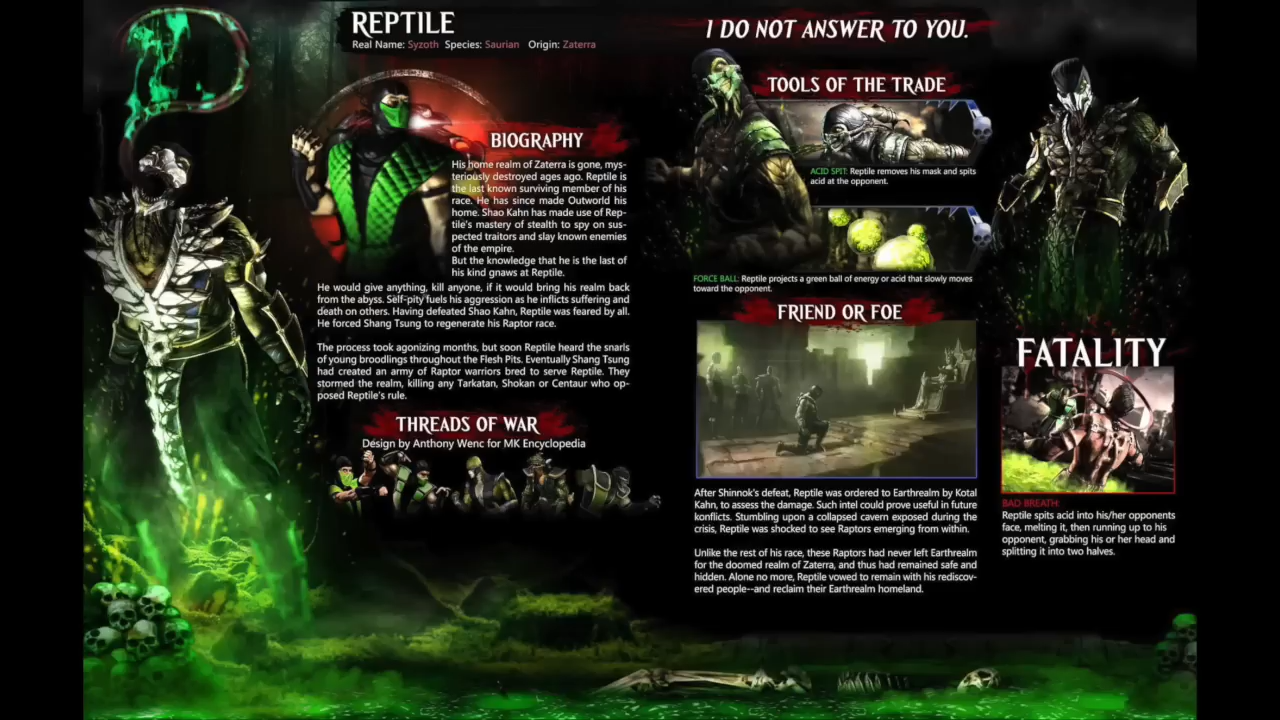 REPTILE
Real Name: Syzoth Species: Saurian Origin: Zaterra
BIOGRAPHY
His home realm of Zaterra is gone, mys-
teriously destroyed ages ago. Reptile is
the last known surviving member of his
race. He has since made Outworld his
home. Shao Kahn has made use of Rep-
tile's mastery of stealth to spy on sus-
pected traitors and slay known enemies
of the empire.
But the knowledge that he is the last of
his kind gnaws at Reptile.
He would give anything, kill anyone, if it would bring his realm back
from the abyss. Self-pity fuels his aggression as he inflicts suffering and
death on others. Having defeated Shao Kahn, Reptile was feared by all.
He forced Shang Tsung to regenerate his Raptor race.
The process took agonizing months, but soon Reptile heard the snarls
of young broodlings throughout the Flesh Pits. Eventually Shang Tsung
had created an army of Raptor warriors bred to serve Reptile. They
stormed the realm, killing any Tarkatan, Shokan or Centaur who op-
posed Reptile's rule.
THREADS OF WAR
Design by Anthony Wenc for MK Encyclopedia
I DO NOT ANSWER TO YOU.
TOOLS OF THE TRADE
ACID SPIT: Reptile removes his mask and spits
acid at the opponent.
FORCE BALL: Reptile projects a green ball of energy or acid that slowly moves
toward the opponent.
FRIEND OR FOE
After Shinnok's defeat, Reptile was ordered to Earthrealm by Kotal
Kahn, to assess the damage. Such intel could prove useful in future
konflicts. Stumbling upon a collapsed cavern exposed during the
crisis, Reptile was shocked to see Raptors emerging from within.
Unlike the rest of his race, these Raptors had never left Earthrealm
for the doomed realm of Zaterra, and thus had remained safe and
hidden. Alone no more, Reptile vowed to remain with his rediscov-
ered people--and reclaim their Earthrealm homeland.
FATALITY
BAD BREATH:
Reptile spits acid into his/her opponents
face, melting it, then running up to his
opponent, grabbing his or her head and
splitting it into two halves.